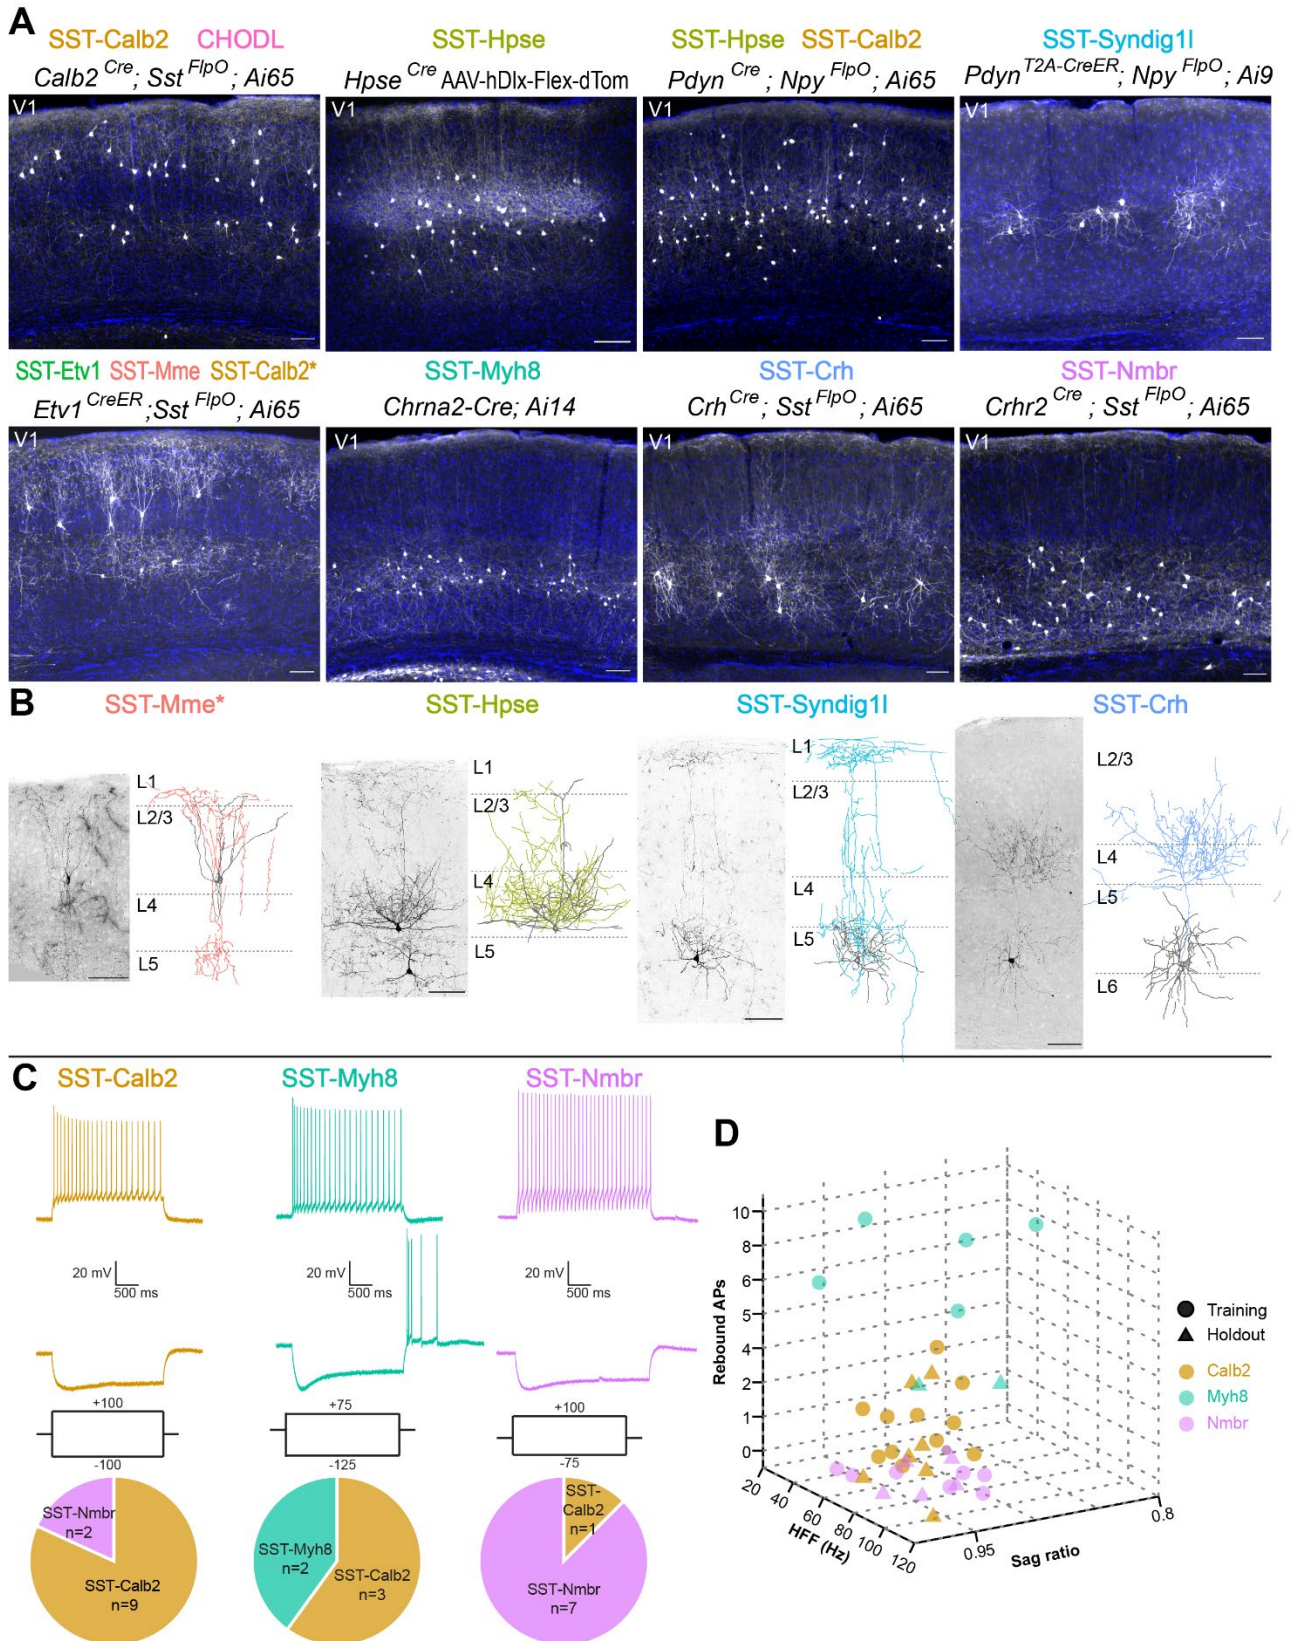 A
SST-Calb2 CHODL
Calb2 Cre; Sst FlpO; Ai65
V1
SST-Hpse
Hpse Cre AAV-hDlx-Flex-dTom
V1
SST-Hpse SST-Calb2
Pdyn Cre; Npy FlpO; Ai65
V1
SST-Syndig1l
Pdyn T2A-CreER; Npy FlpO; Ai9
V1
SST-Etv1 SST-Mme SST-Calb2*
Etv1 CreER;Sst FlpO; Ai65
V1
SST-Myh8
Chrna2-Cre; Ai14
SST-Crh
Crh Cre; Sst FlpO; Ai65
V1
SST-Nmbr
Crhr2 Cre; Sst FlpO; Ai65
V1
B
SST-Mme*
L1
L2/3
L4
L5
SST-Hpse
L1
L2/3
L4
L5
SST-Syndig1l
L1
L2/3
L4
L5
SST-Crh
L2/3
L4
L5
L6
C
SST-Calb2
20 mV
500 ms
+100
-100
SST-Nmbr
n=2
SST-Calb2
n=9
SST-Myh8
20 mV
500 ms
+75
-125
SST-Myh8
n=2
SST-Calb2
n=3
SST-Nmbr
20 mV
500 ms
+100
-75
SST-
Calb2
n=1
SST-Nmbr
n=7
D
Rebound APs
10
8
6
5
4
2
1
0
20
40
60
80
100
120
HFF (Hz)
0.95
0.8
Sag ratio
Training
Holdout
Calb2
Myh8
Nmbr